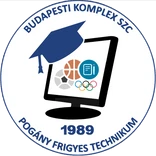 BUDAPESTI KOMPLEX SZC
1989
POGÁNY FRIGYES TECHNIKUM